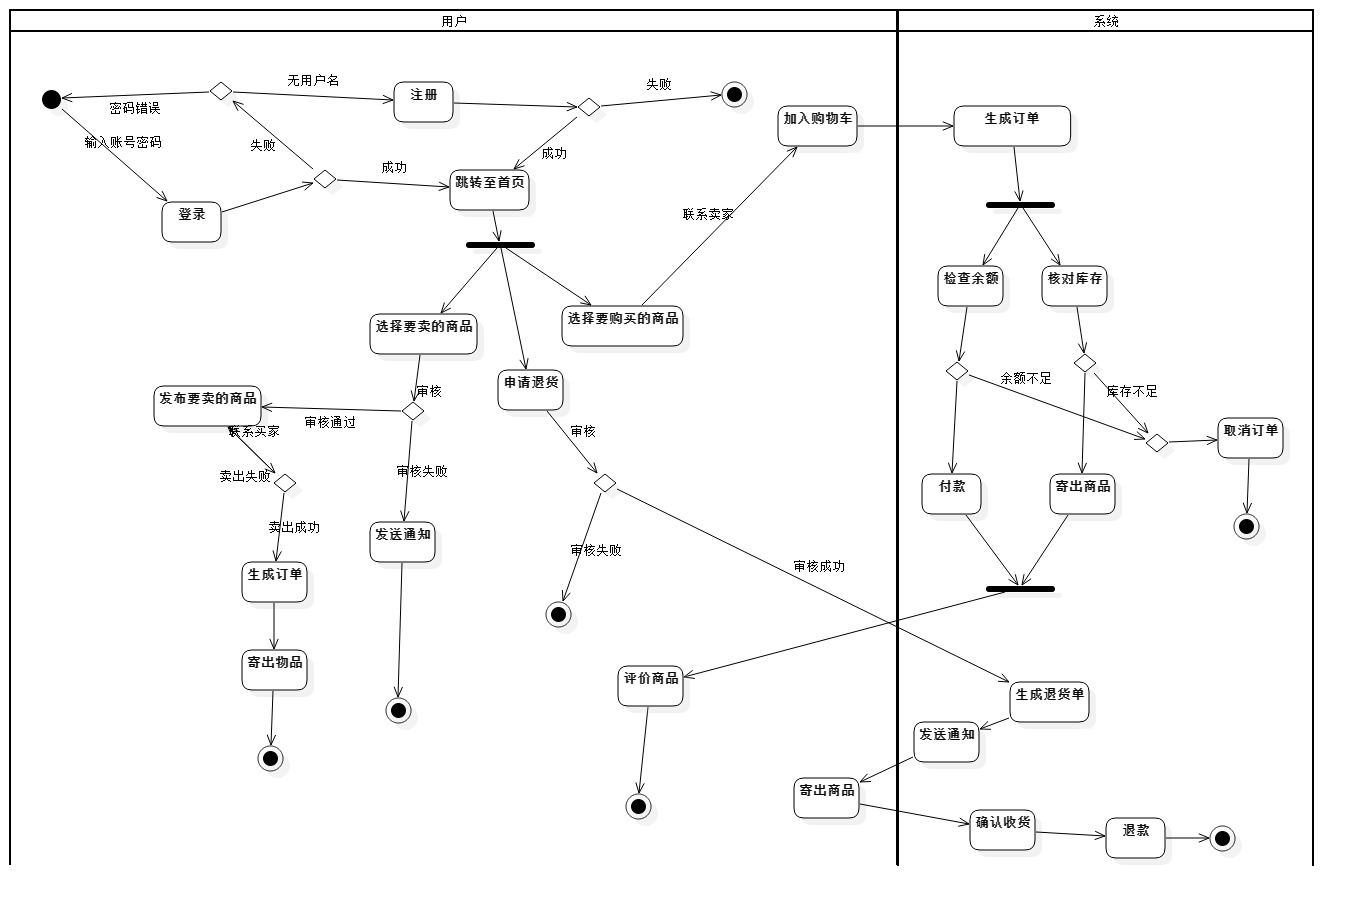 用户
系统
无用户名
失败
注册
密码错误
加入购物车
生成订单
输入账号密码
失败
成功
成功
跳转至首页
登录
联系卖家
检查余额
核对库存
选择要卖的商品
选择要购买的商品
申请退货
余额不足
库存不足
审核
发布要卖的商品
审核通过
联系买家
审核
取消订单
审核失败
卖出失败
付款
寄出商品
卖出成功
发送通知
审核失败
审核成功
生成订单
寄出物品
评价商品
生成退货单
发送通知
寄出商品
确认收货
退款